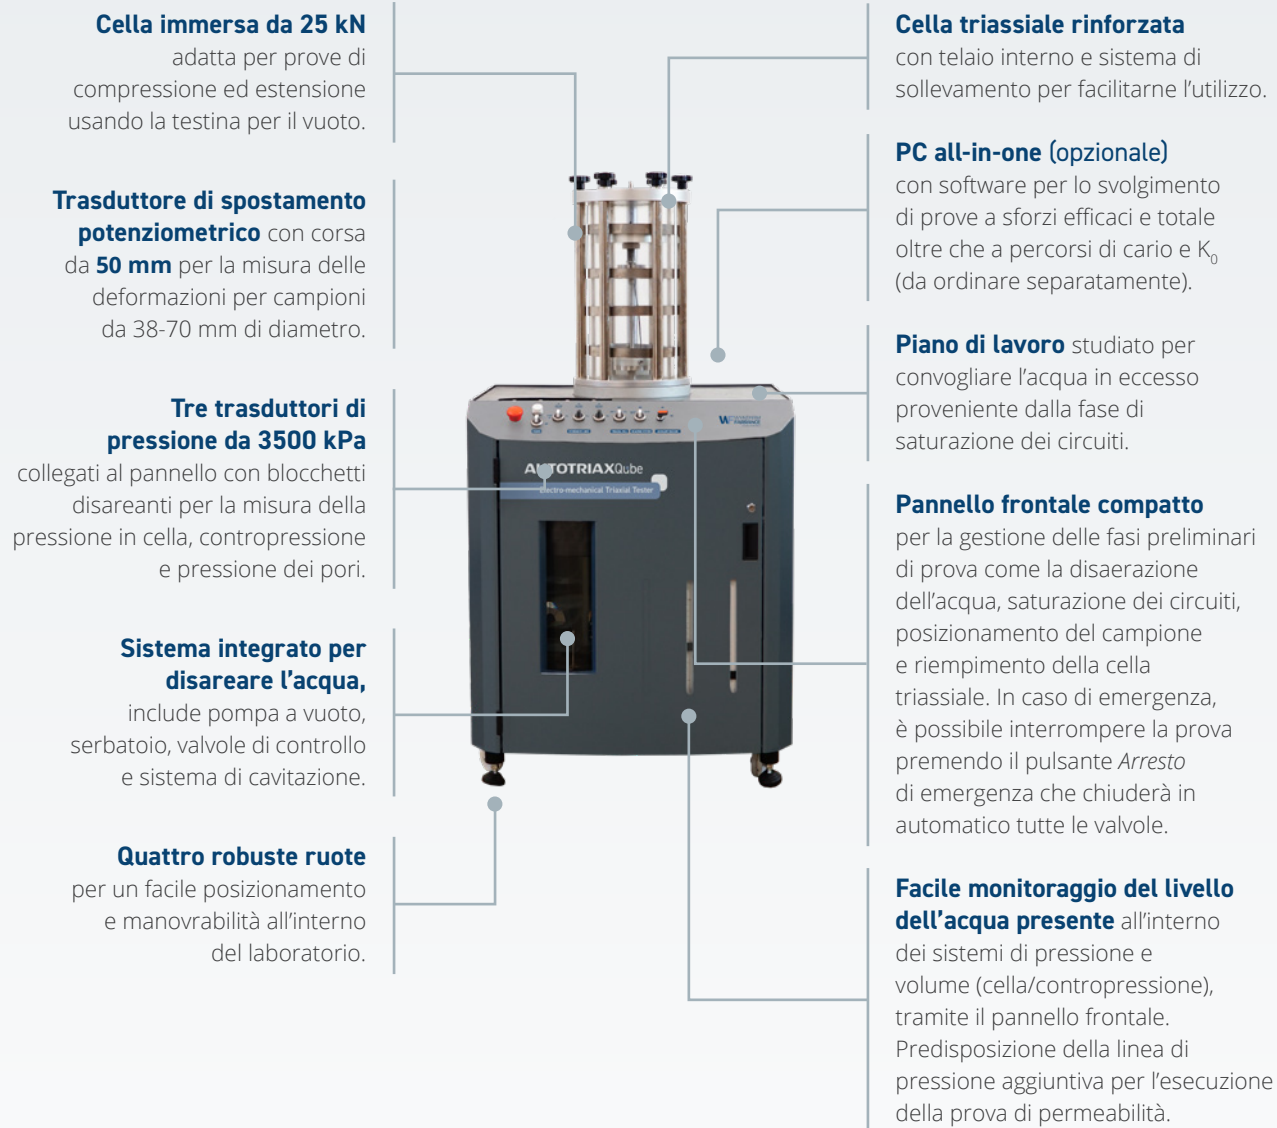 Cella immersa da 25 kN
adatta per prove di
compressione ed estensione
usando la testina per il vuoto.
Trasduttore di spostamento
potenziometrico con corsa
da 50 mm per la misura delle
deformazioni per campioni
da 38-70 mm di diametro.
Tre trasduttori di
pressione da 3500 kPa
collegati al pannello con blocchetti
disareanti per la misura della
pressione in cella, contropressione
e pressione dei pori.
Sistema integrato per
disareare l’acqua,
include pompa a vuoto,
serbatoio, valvole di controllo
e sistema di cavitazione.
Quattro robuste ruote
per un facile posizionamento
e manovrabilità all’interno
del laboratorio.
AUTOTRIAXQube
Electro-mechanical Triaxial Tester
Cella triassiale rinforzata
con telaio interno e sistema di
sollevamento per facilitarne l’utilizzo.
PC all-in-one (opzionale)
con software per lo svolgimento
di prove a sforzi efficaci e totale
oltre che a percorsi di cario e K0
(da ordinare separatamente).
Piano di lavoro studiato per
convogliare l’acqua in eccesso
proveniente dalla fase di
saturazione dei circuiti.
Pannello frontale compatto
per la gestione delle fasi preliminari
di prova come la disaerazione
dell’acqua, saturazione dei circuiti,
posizionamento del campione
e riempimento della cella
triassiale. In caso di emergenza,
è possibile interrompere la prova
premendo il pulsante Arresto
di emergenza che chiuderà in
automatico tutte le valvole.
Facile monitoraggio del livello
dell’acqua presente all’interno
dei sistemi di pressione e
volume (cella/contropressione),
tramite il pannello frontale.
Predisposizione della linea di
pressione aggiuntiva per l’esecuzione
della prova di permeabilità.